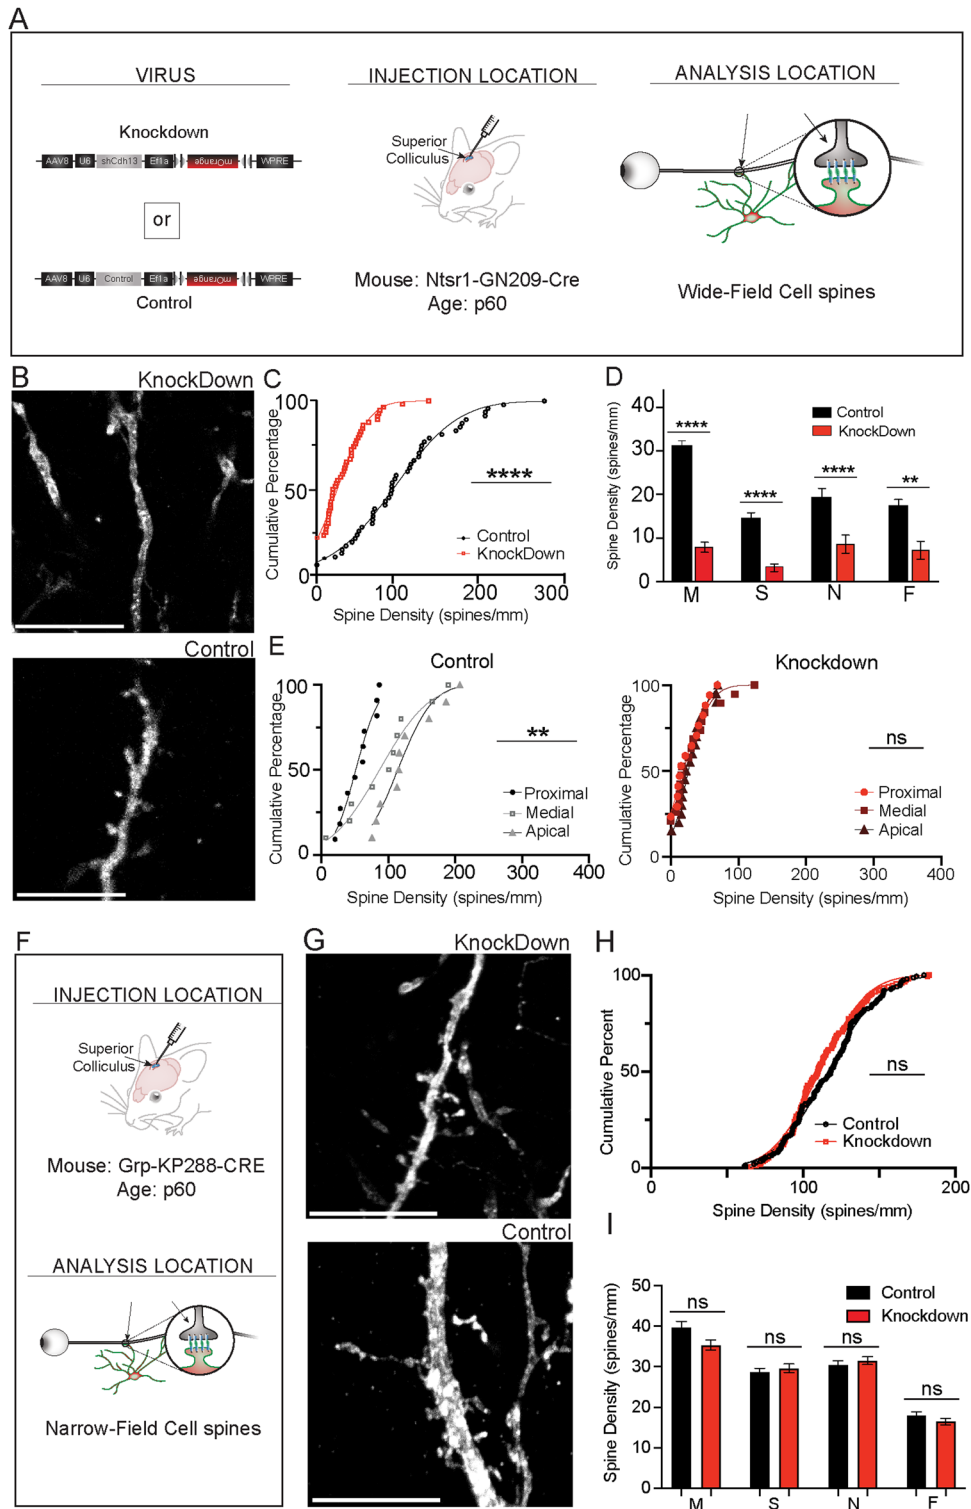 A
VIRUS
Knockdown
AAV8 U6 shCdh13 Ef1a mOrange WPRE
or
AAV8 U6 Control Ef1a mOrange WPRE
Control
INJECTION LOCATION
Superior
Colliculus
Mouse: Ntsr1-GN209-Cre
Age: p60
ANALYSIS LOCATION
Wide-Field Cell spines
B
KnockDown
Control
C
Cumulative Percentage
100
50
0
****
Control
KnockDown
0 100 200 300
Spine Density (spines/mm)
D
Spine Density (spines/mm)
40
30
20
10
0
Control
KnockDown
**** **** **** **
M S N F
E
Control
Cumulative Percentage
100
50
0
**
Proximal
Medial
Apical
0 100 200 300 400
Spine Density (spines/mm)
Knockdown
Cumulative Percentage
100
50
0
ns
Proximal
Medial
Apical
0 100 200 300 400
Spine Density (spines/mm)
F
INJECTION LOCATION
Superior
Colliculus
Mouse: Grp-KP288-CRE
Age: p60
ANALYSIS LOCATION
Narrow-Field Cell spines
G
KnockDown
Control
H
Cumulative Percent
100
50
0
ns
Control
Knockdown
0 100 200
Spine Density (spines/mm)
I
Spine Density (spines/mm)
50
40
30
20
10
0
Control
Knockdown
ns ns ns ns
M S N F